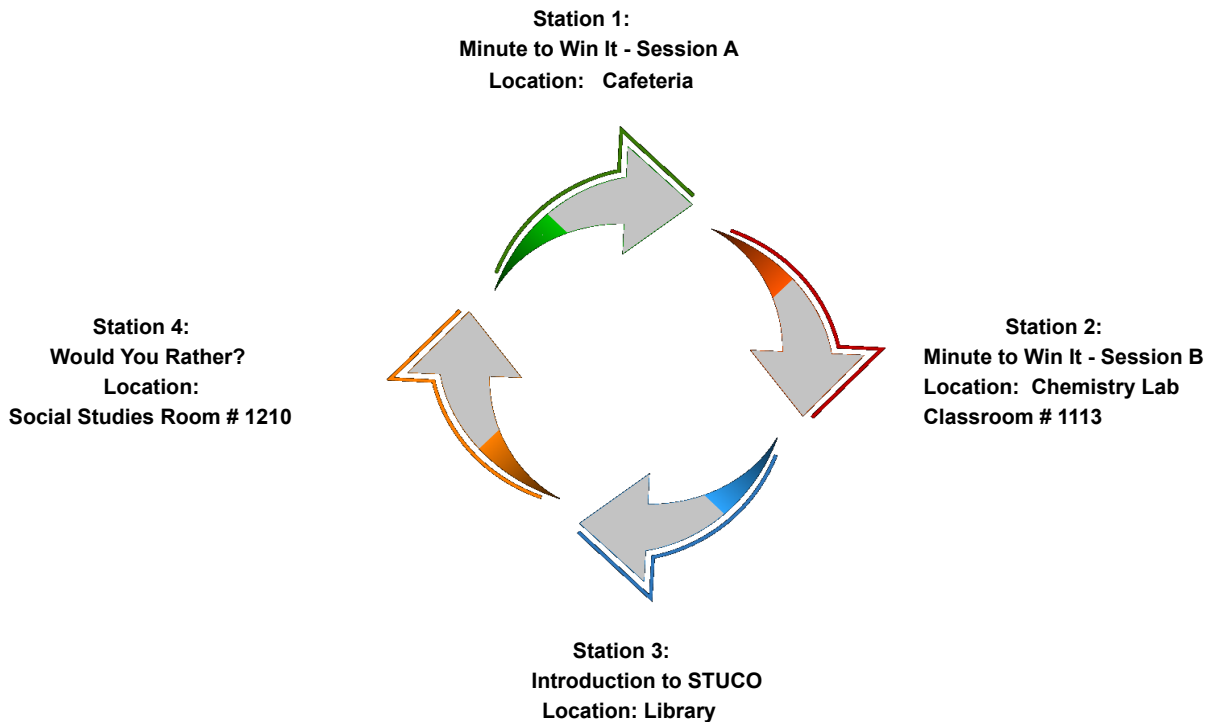 Station 1:
Minute to Win It - Session A
Location:   Cafeteria
Station 2:
Minute to Win It - Session B
Location:  Chemistry Lab
Classroom # 1113
Station 3:
Introduction to STUCO
Location: Library
Station 4:
Would You Rather?
Location:
Social Studies Room # 1210